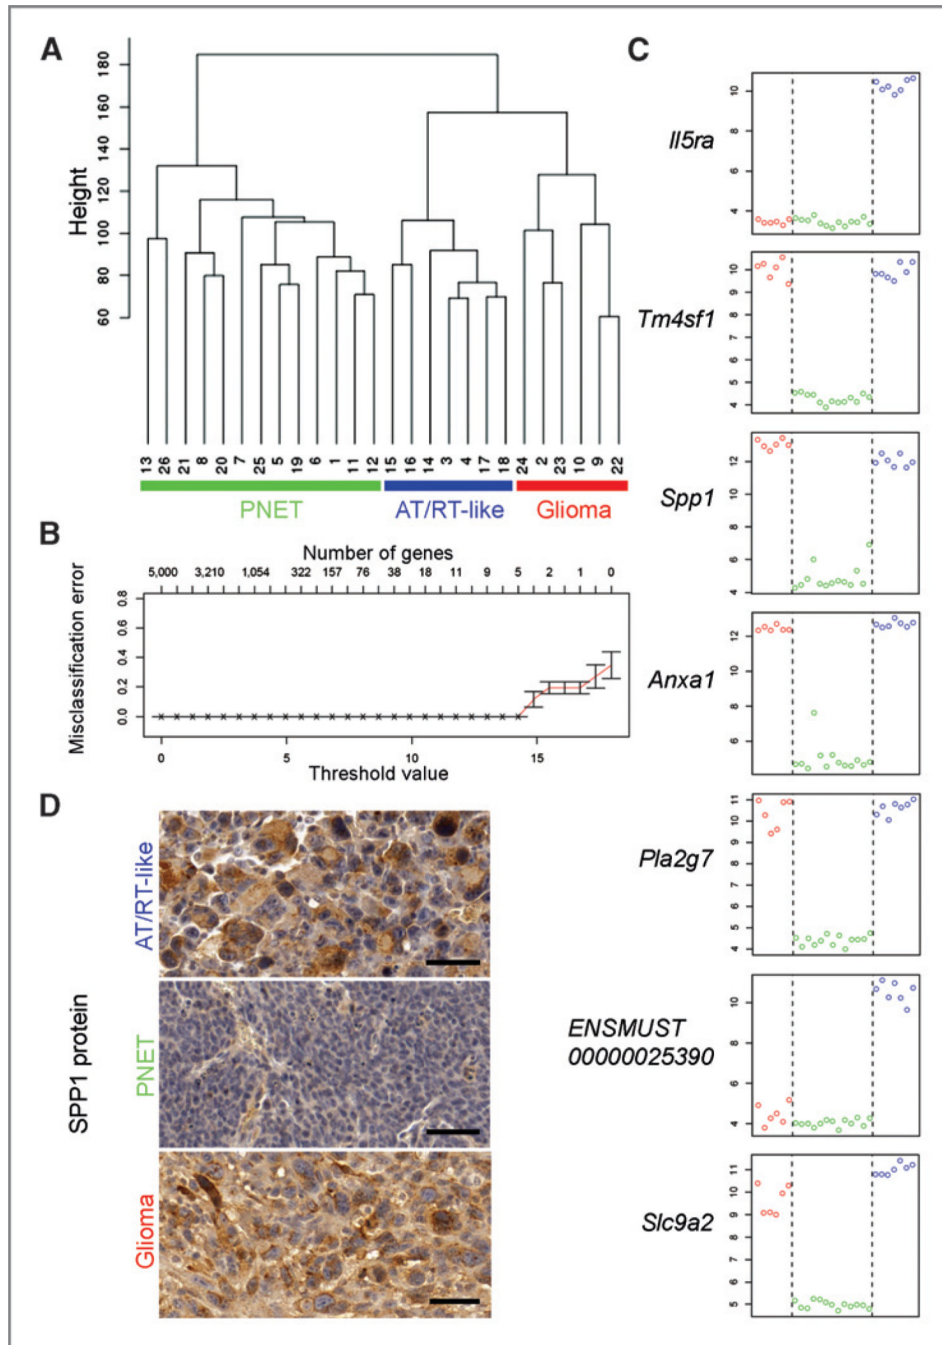 A
Height
180
160
140
120
100
80
60
13 26 21 8 20 7 25 5 19 6 1 11 12 15 16 14 3 4 17 18 24 2 23 10 9 22
PNET AT/RT-like Glioma
B
Number of genes
5,000 3,210 1,054 322 157 76 38 18 11 9 5 2 1 0
Misclassification error
0.8
0.6
0.4
0.2
0.0
0 5 10 15
Threshold value
C
Il5ra
10
8
6
4
Tm4sf1
10
9
8
7
6
5
4
Spp1
12
10
8
6
4
Anxa1
12
10
8
6
Pla2g7
11
10
9
8
7
6
5
4
ENSMUST
00000025390
10
8
6
4
Slc9a2
11
10
9
8
7
6
5
D
SPP1 protein
AT/RT-like
PNET
Glioma